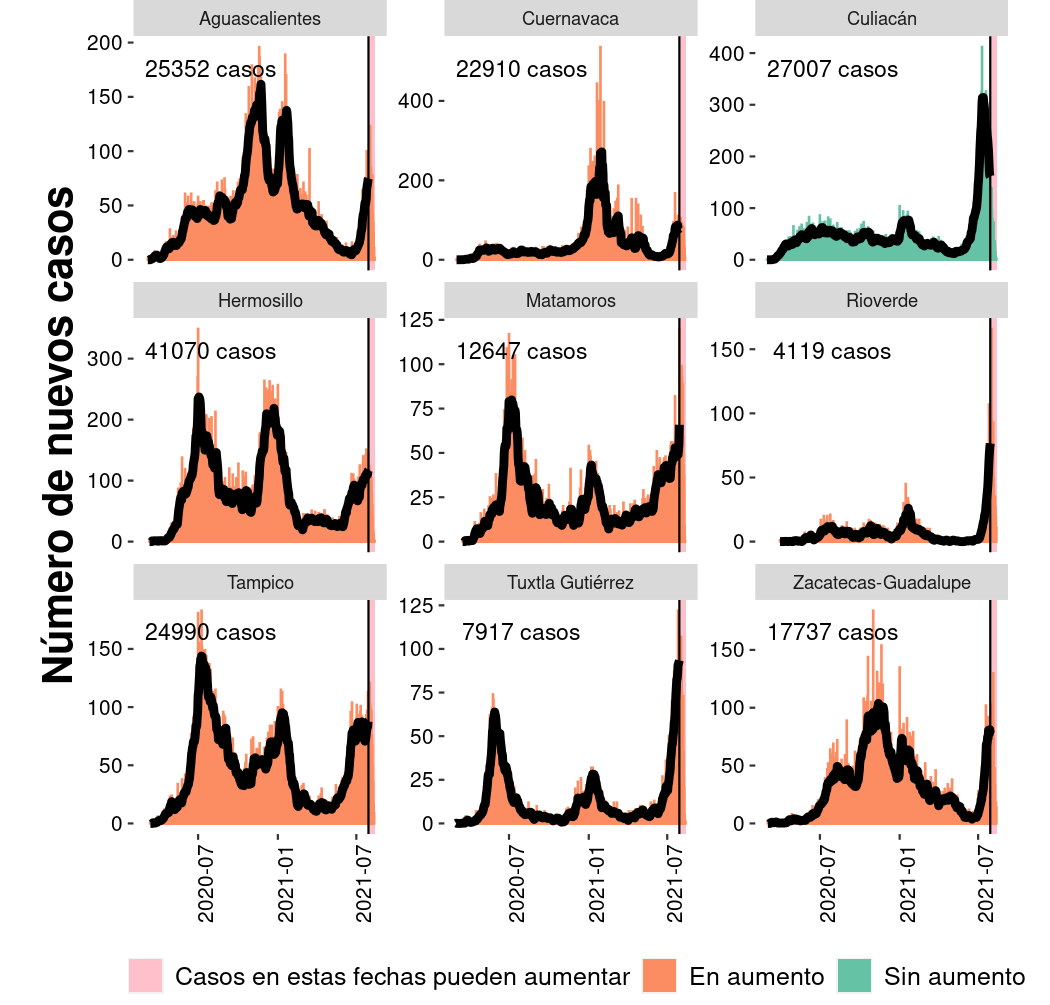 Número de nuevos casos
Aguascalientes
Cuernavaca
Culiacán
200
150
100
50
0
25352 casos
400
200
0
22910 casos
400
300
200
100
0
27007 casos
Hermosillo
Matamoros
Rioverde
300
200
100
0
41070 casos
125
100
75
50
25
0
12647 casos
150
100
50
0
4119 casos
Tampico
Tuxtla Gutiérrez
Zacatecas-Guadalupe
150
100
50
0
24990 casos
125
100
75
50
25
0
7917 casos
150
100
50
0
17737 casos
2020-07
2021-01
2021-07
2020-07
2021-01
2021-07
2020-07
2021-01
2021-07
Casos en estas fechas pueden aumentar
En aumento
Sin aumento